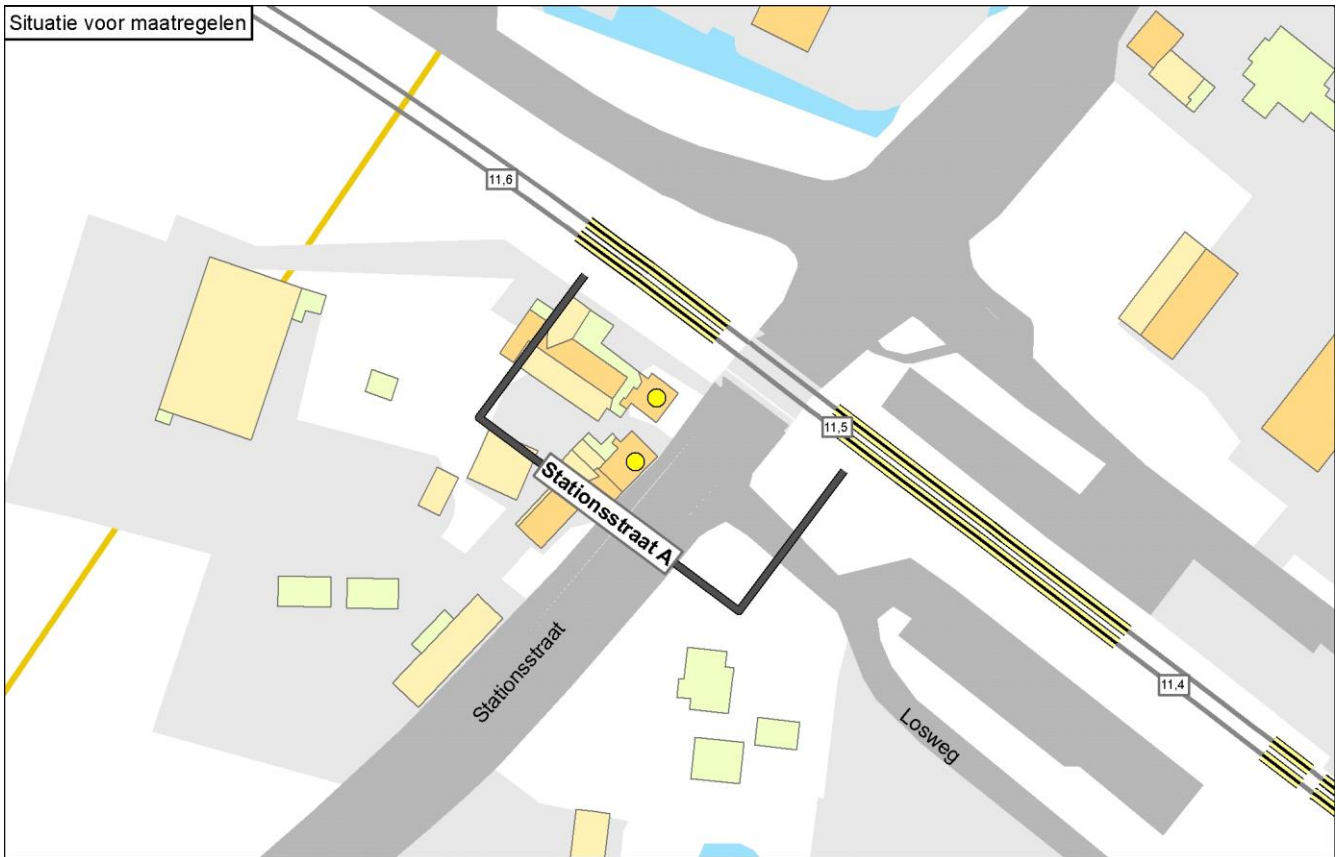 Situatie voor maatregelen
11,6
11,5
Stationsstraat A
Stationsstraat
11,4
Losweg